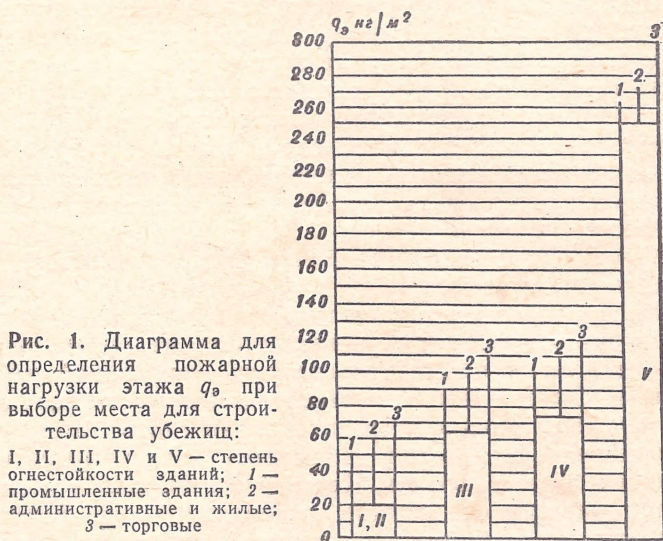 qэ кг/м²
300
280
260
240
220
200
180
160
140
120
100
80
60
40
20
0
1 2 3
I, II
1 2 3
III
1 2 3
IV
1 2 3
V
Рис. 1. Диаграмма для
определения пожарной
нагрузки этажа qэ при
выборе места для строи-
тельства убежищ:
I, II, III, IV и V — степень
огнестойкости зданий; 1 —
промышленные здания; 2 —
административные и жилые;
3 — торговые